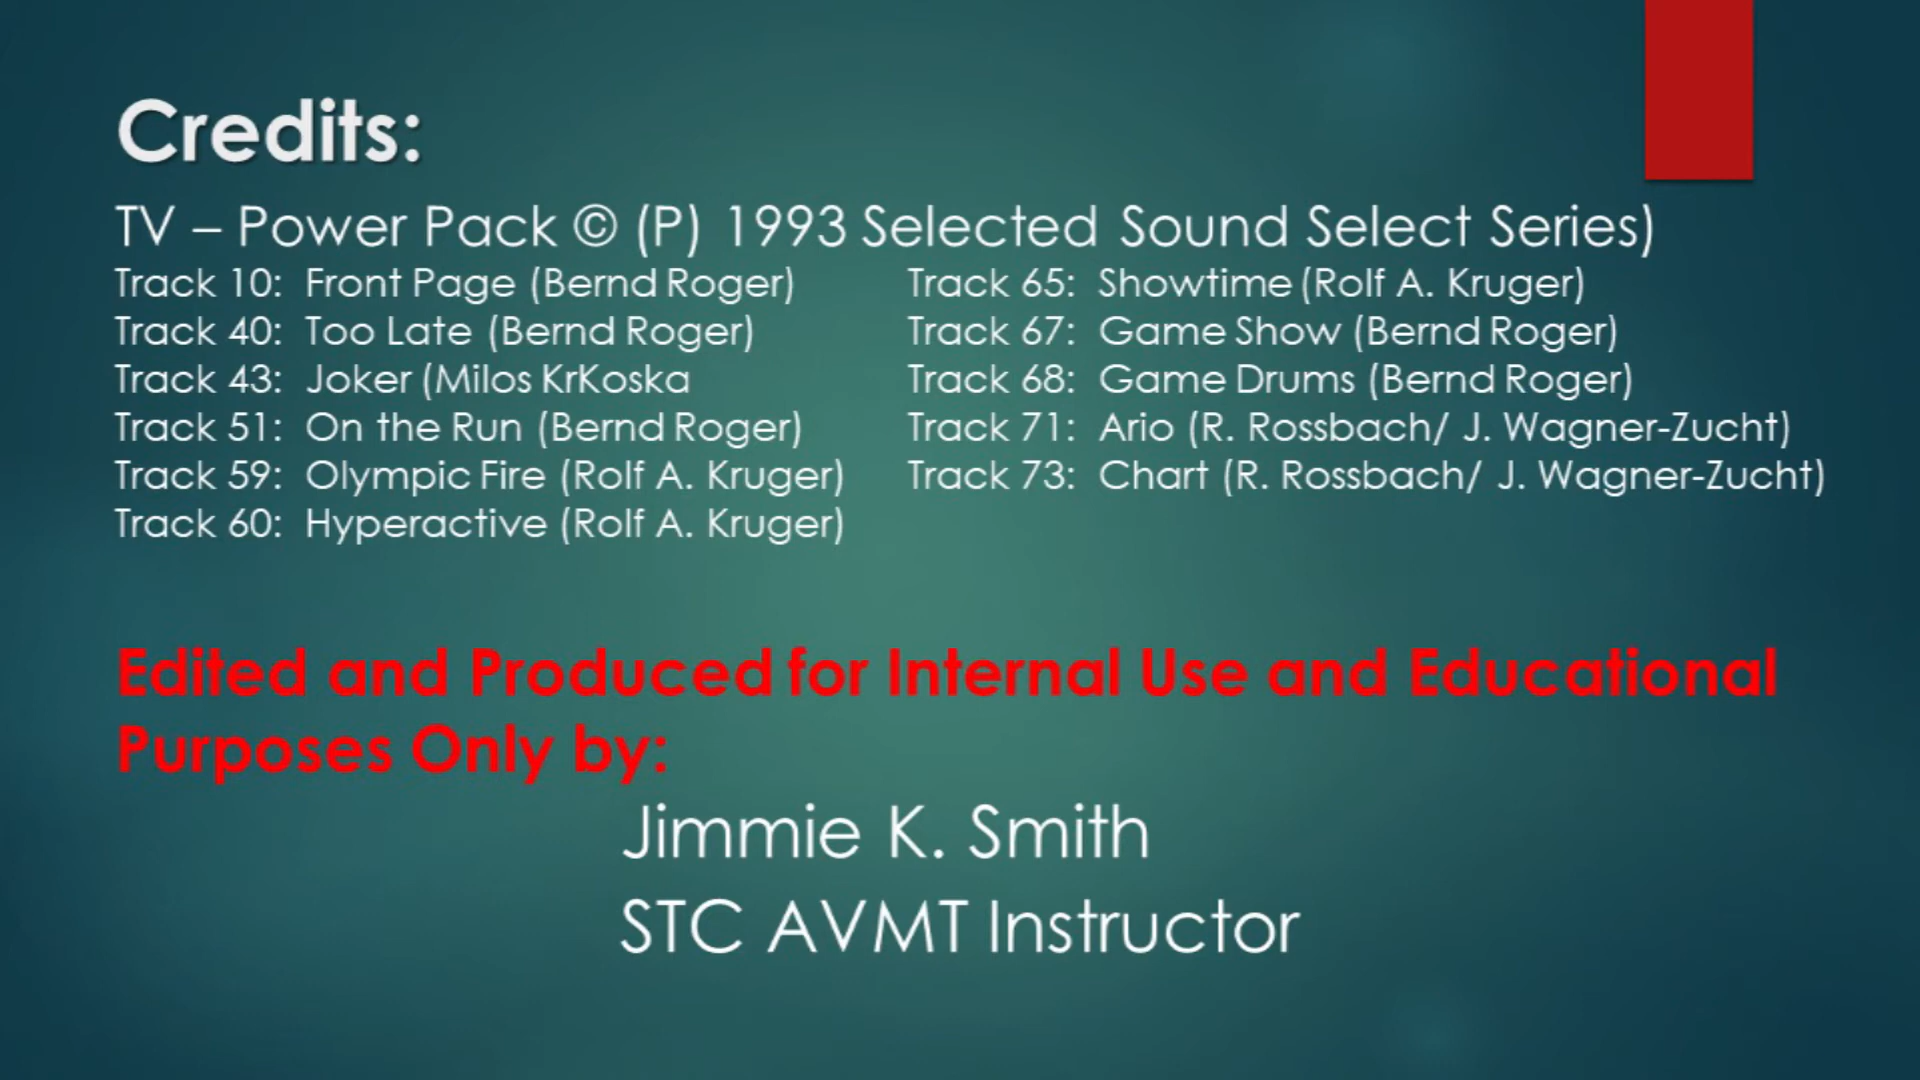 Credits:
TV – Power Pack © (P) 1993 Selected Sound Select Series)
Track 10: Front Page (Bernd Roger)
Track 40: Too Late (Bernd Roger)
Track 43: Joker (Milos KrKoska
Track 51: On the Run (Bernd Roger)
Track 59: Olympic Fire (Rolf A. Kruger)
Track 60: Hyperactive (Rolf A. Kruger)
Track 65: Showtime (Rolf A. Kruger)
Track 67: Game Show (Bernd Roger)
Track 68: Game Drums (Bernd Roger)
Track 71: Ario (R. Rossbach/ J. Wagner-Zucht)
Track 73: Chart (R. Rossbach/ J. Wagner-Zucht)
Edited and Produced for Internal Use and Educational
Purposes Only by:
Jimmie K. Smith
STC AVMT Instructor